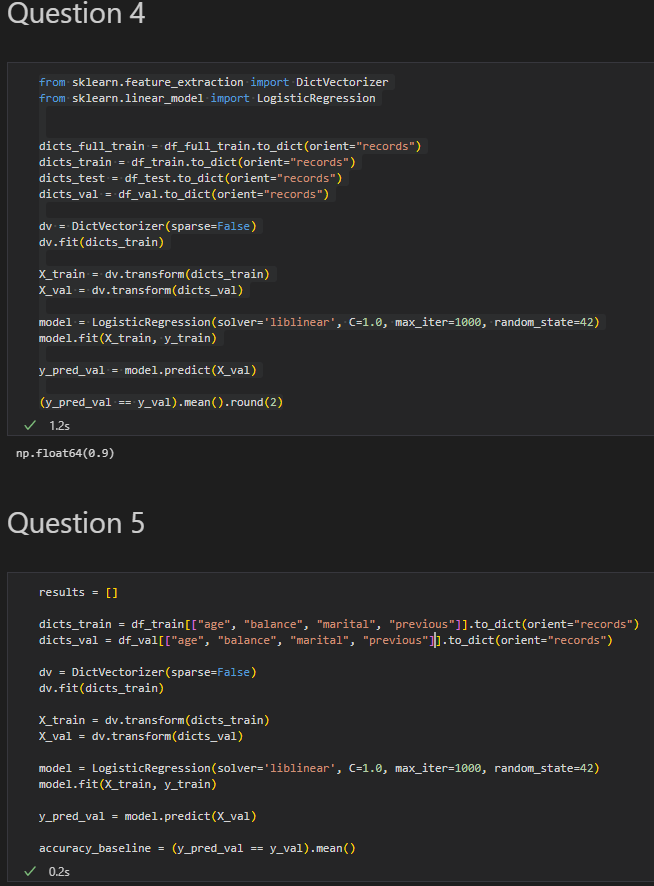 Question 4
from sklearn.feature_extraction import DictVectorizer
from sklearn.linear_model import LogisticRegression
dicts_full_train = df_full_train.to_dict(orient="records")
dicts_train = df_train.to_dict(orient="records")
dicts_test = df_test.to_dict(orient="records")
dicts_val = df_val.to_dict(orient="records")
dv = DictVectorizer(sparse=False)
dv.fit(dicts_train)
X_train = dv.transform(dicts_train)
X_val = dv.transform(dicts_val)
model = LogisticRegression(solver='liblinear', C=1.0, max_iter=1000, random_state=42)
model.fit(X_train, y_train)
y_pred_val = model.predict(X_val)
(y_pred_val == y_val).mean().round(2)
✓ 1.2s
np.float64(0.9)
Question 5
results = []
dicts_train = df_train[["age", "balance", "marital", "previous"]].to_dict(orient="records")
dicts_val = df_val[["age", "balance", "marital", "previous"]].to_dict(orient="records")
dv = DictVectorizer(sparse=False)
dv.fit(dicts_train)
X_train = dv.transform(dicts_train)
X_val = dv.transform(dicts_val)
model = LogisticRegression(solver='liblinear', C=1.0, max_iter=1000, random_state=42)
model.fit(X_train, y_train)
y_pred_val = model.predict(X_val)
accuracy_baseline = (y_pred_val == y_val).mean()
✓ 0.2s